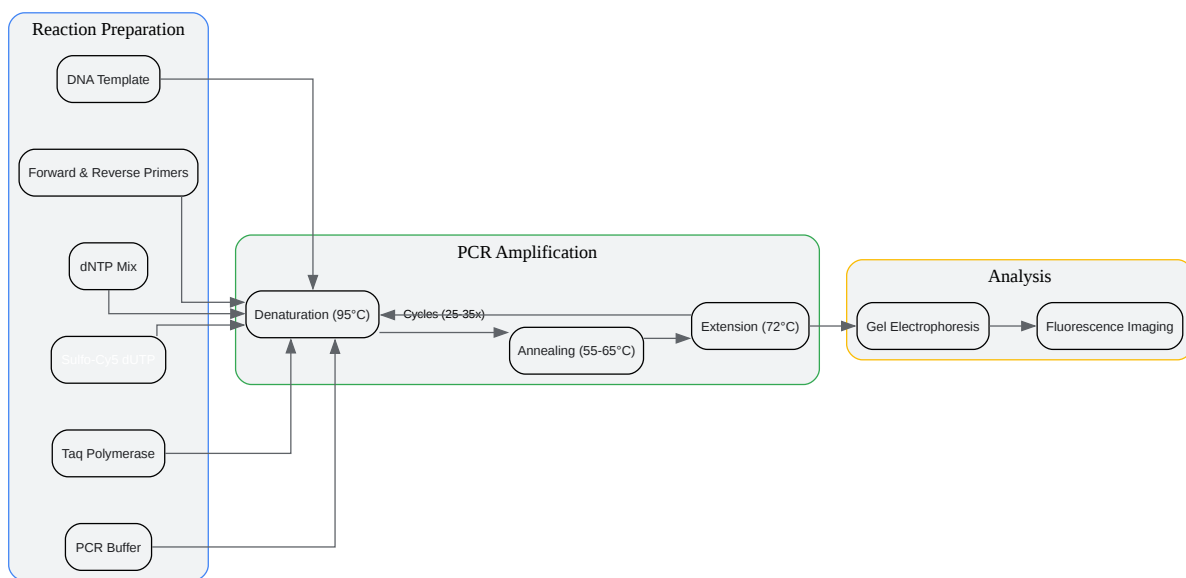 Reaction Preparation
DNA Template
Forward & Reverse Primers
dNTP Mix
Sulfo-Cy5 dUTP
Taq Polymerase
PCR Buffer
PCR Amplification
Denaturation (95°C)
Cycles (25-35x)
Annealing (55-65°C)
Extension (72°C)
Analysis
Gel Electrophoresis
Fluorescence Imaging